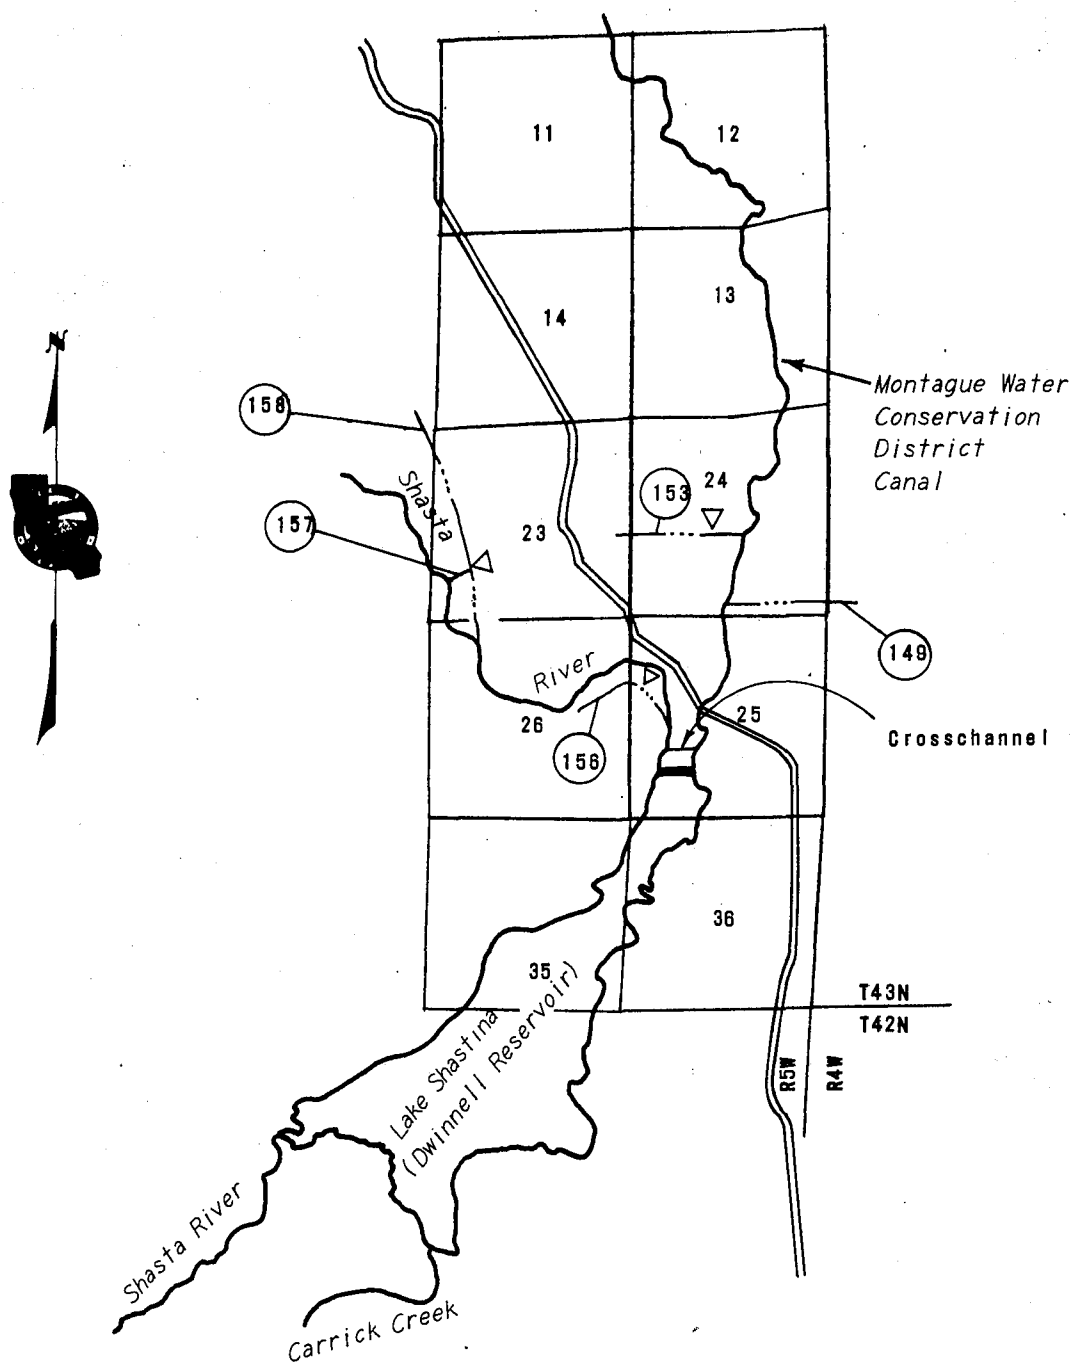 N
11
12
13
14
Montague Water
Conservation
District
Canal
158
Shasta
24
153
157
23
149
River
26
25
156
Crosschannel
36
35
T43N
T42N
R5W
R4W
Lake Shastina
(Dwinnell Reservoir)
Shasta River
Carrick Creek